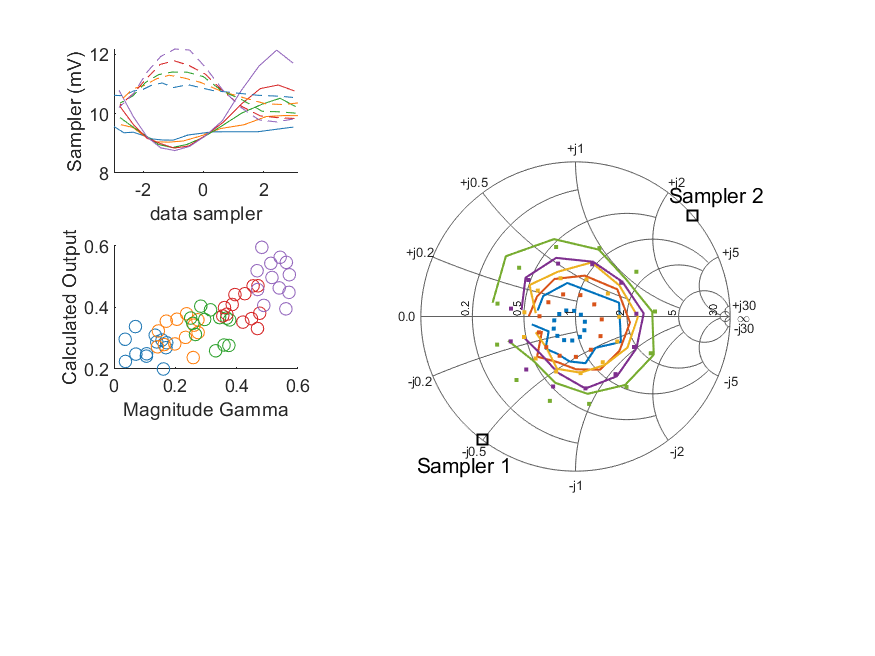 12
10
8
Sampler (mV)
-2 0 2
data sampler
0.6
0.4
0.2
Calculated Output
0 0.2 0.4 0.6
Magnitude Gamma
+j1
+j0.5
+j2
Sampler 2
+j0.2
+j5
0.0
0.2
0.5
1
2
5
30
+j30
∞
-j30
-j0.2
-j5
-j0.5
-j2
Sampler 1
-j1